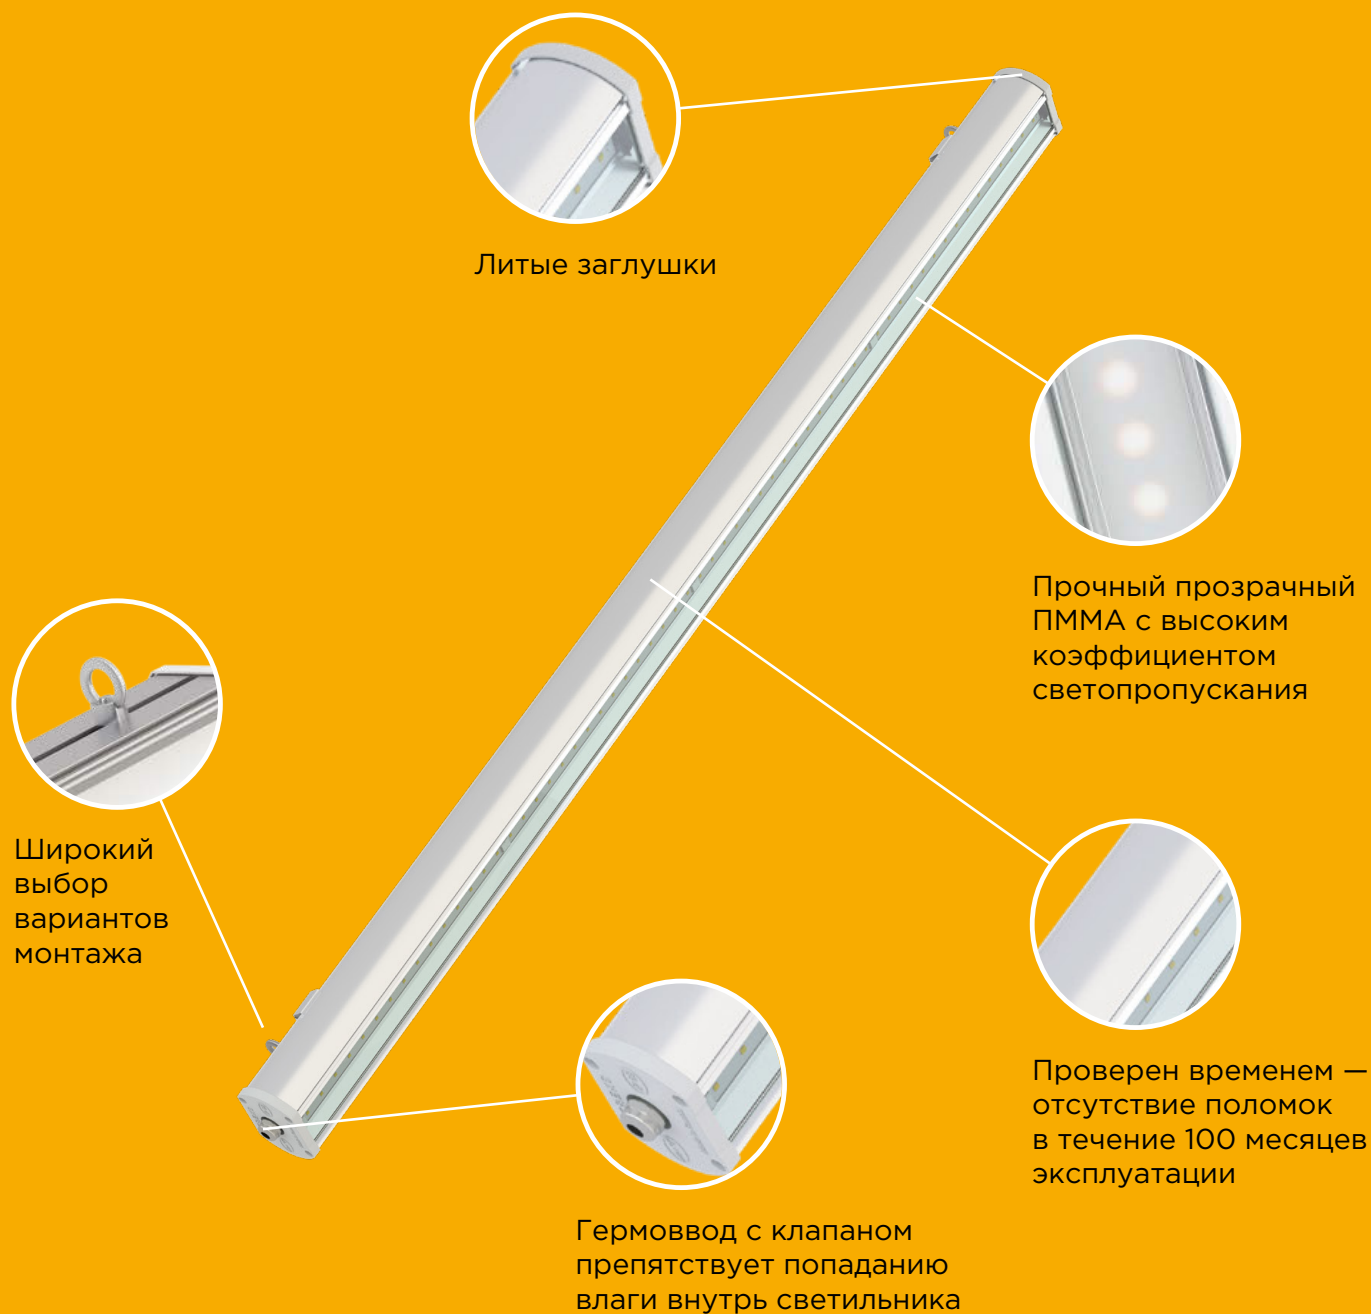 Литые заглушки
Прочный прозрачный
ПММА с высоким
коэффициентом
светопропускания
Широкий
выбор
вариантов
монтажа
Проверен временем —
отсутствие поломок
в течение 100 месяцев
эксплуатации
Гермоввод с клапаном
препятствует попаданию
влаги внутрь светильника